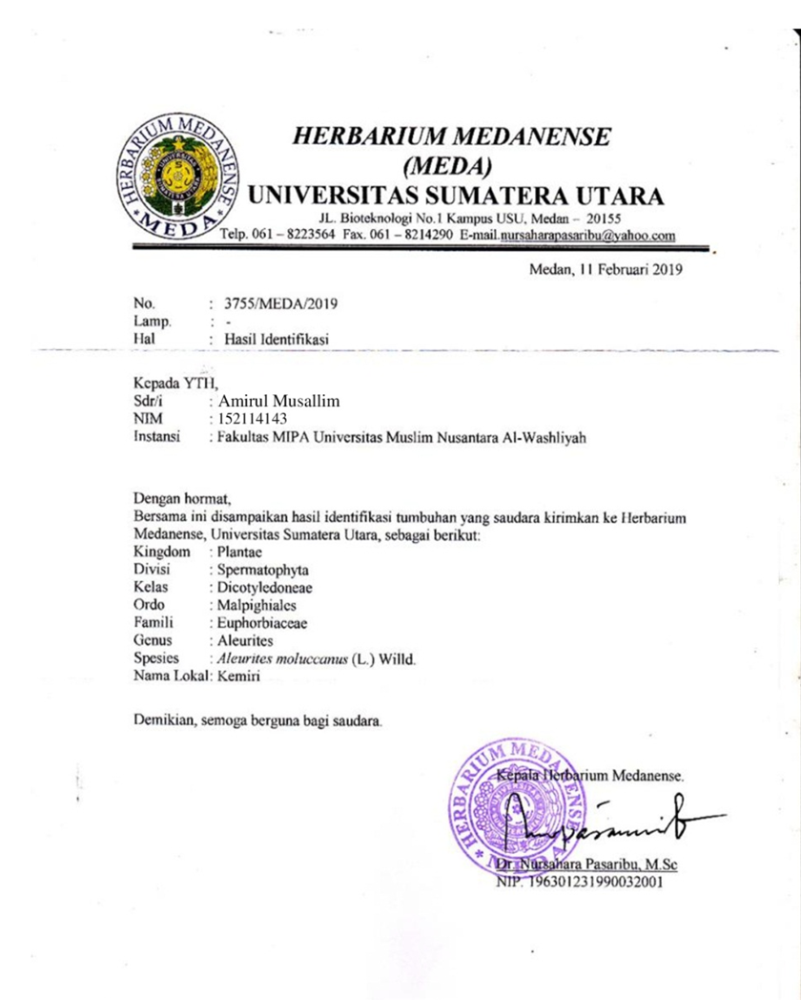 HERBARIUM MEDANENSE
MEDA
HERBARIUM MEDANENSE
(MEDA)
UNIVERSITAS SUMATERA UTARA
JL. Bioteknologi No.1 Kampus USU, Medan – 20155
Telp. 061 – 8223564 Fax. 061 – 8214290 E-mail.nursaharapasaribu@yahoo.com
Medan, 11 Februari 2019
No. : 3755/MEDA/2019
Lamp. : -
Hal : Hasil Identifikasi
Kepada YTH,
Sdr/i : Amirul Musallim
NIM : 152114143
Instansi : Fakultas MIPA Universitas Muslim Nusantara Al-Washliyah
Dengan hormat,
Bersama ini disampaikan hasil identifikasi tumbuhan yang saudara kirimkan ke Herbarium
Medanense, Universitas Sumatera Utara, sebagai berikut:
Kingdom : Plantae
Divisi : Spermatophyta
Kelas : Dicotyledoneae
Ordo : Malpighiales
Famili : Euphorbiaceae
Genus : Aleurites
Spesies : Aleurites moluccanus (L.) Willd.
Nama Lokal: Kemiri
Demikian, semoga berguna bagi saudara.
Kepala Herbarium Medanense.
HERBARIUM MEDANENSE
MEDA
Dr. Nursahara Pasaribu, M.Sc
NIP. 196301231990032001